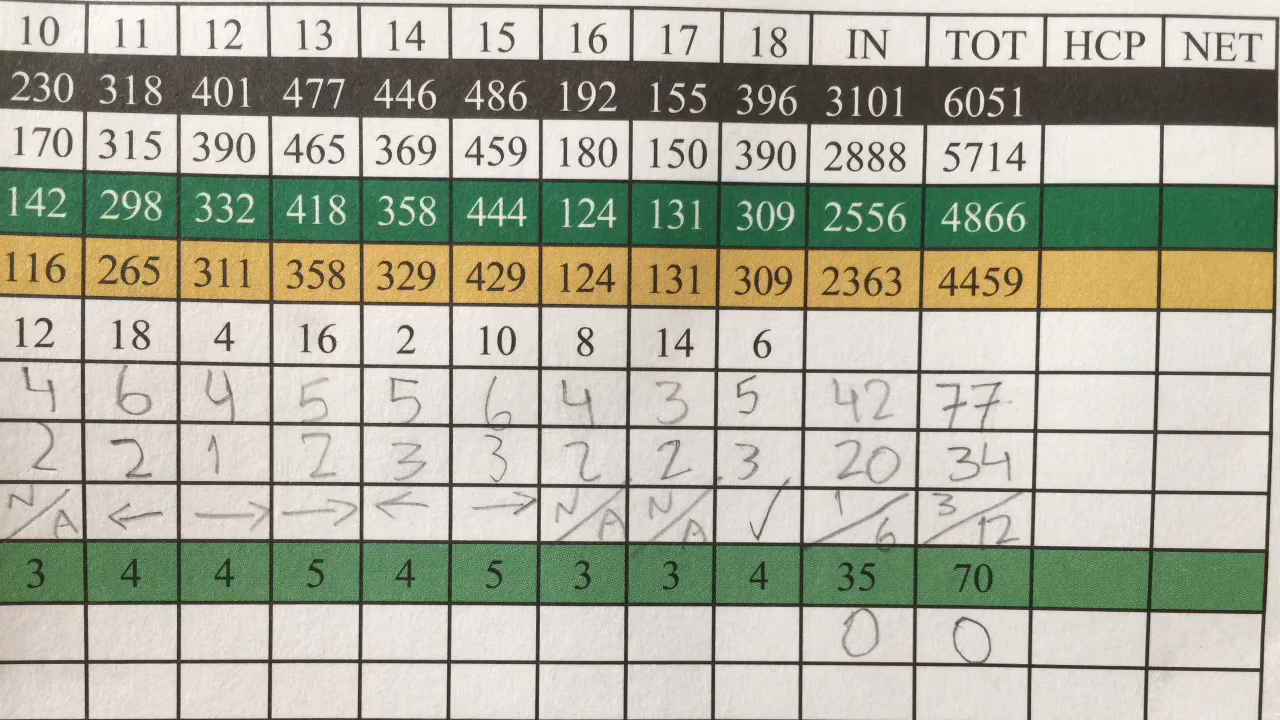 10 11 12 13 14 15 16 17 18 IN TOT HCP NET
230 318 401 477 446 486 192 155 396 3101 6051
170 315 390 465 369 459 180 150 390 2888 5714
142 298 332 418 358 444 124 131 309 2556 4866
116 265 311 358 329 429 124 131 309 2363 4459
12 18 4 16 2 10 8 14 6
4 6 4 5 5 6 4 3 5 42 77
2 2 1 2 3 3 2 2 3 20 34
N/A ← → → ← → N/A N/A ✓ 1/6 3/12
3 4 4 5 4 5 3 3 4 35 70
0 0